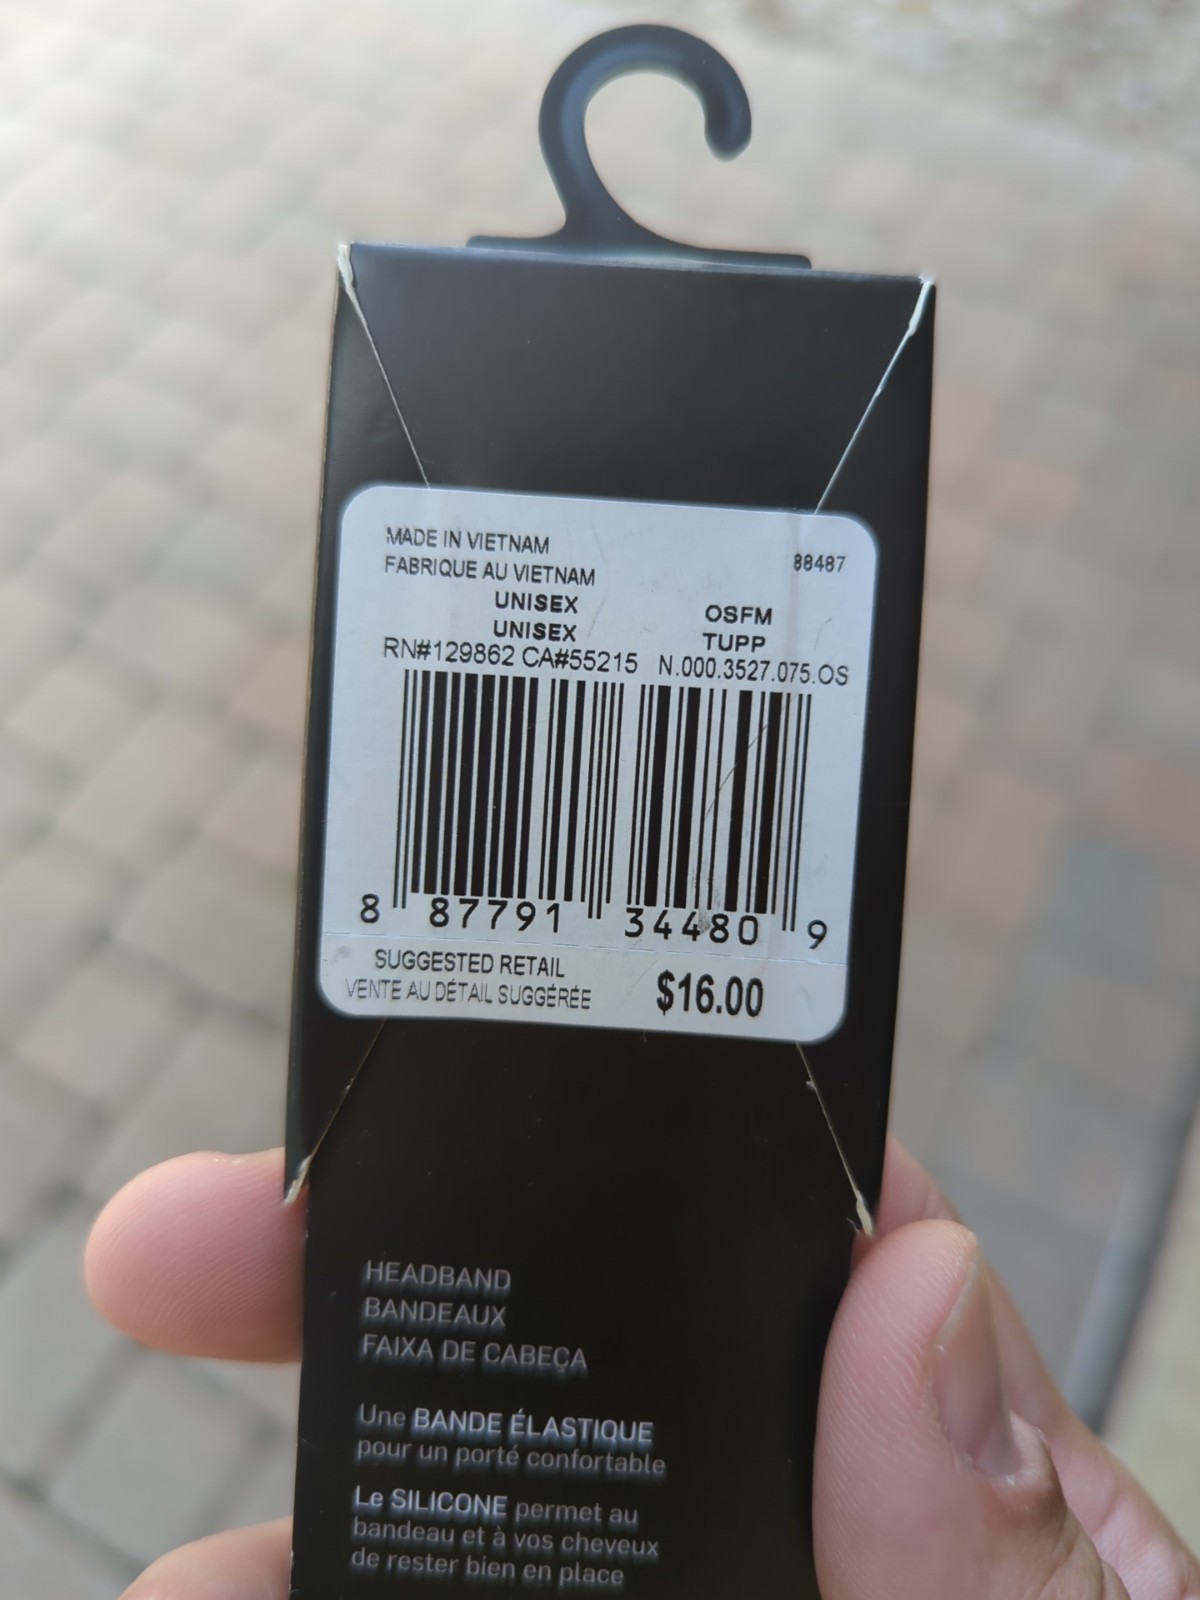 MADE IN VIETNAM
FABRIQUE AU VIETNAM
88487
UNISEX
UNISEX
OSFM
TUPP
RN#129862 CA#55215
N.000.3527.075.OS
8 87791 34480 9
SUGGESTED RETAIL
VENTE AU DÉTAIL SUGGÉRÉE
$16.00
HEADBAND
BANDEAUX
FAIXA DE CABEÇA
Une BANDE ÉLASTIQUE
pour un porté confortable
Le SILICONE permet au
bandeau et à vos cheveux
de rester bien en place